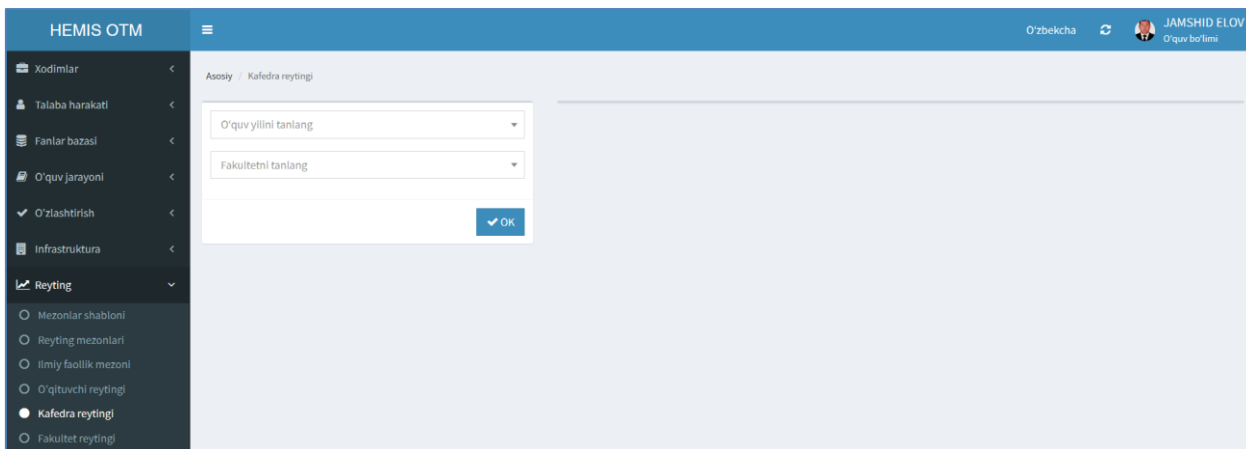 HEMIS OTM
O'zbekcha
JAMSHID ELOV
O'quv bo'limi
Xodimlar
Talaba harakati
Fanlar bazasi
O'quv jarayoni
O'zlashtirish
Infrastruktura
Reyting
Mezonlar shabloni
Reyting mezonlari
Ilmiy faollik mezoni
O'qituvchi reytingi
Kafedra reytingi
Fakultet reytingi
Asosiy / Kafedra reytingi
O'quv yilini tanlang
Fakultetni tanlang
OK